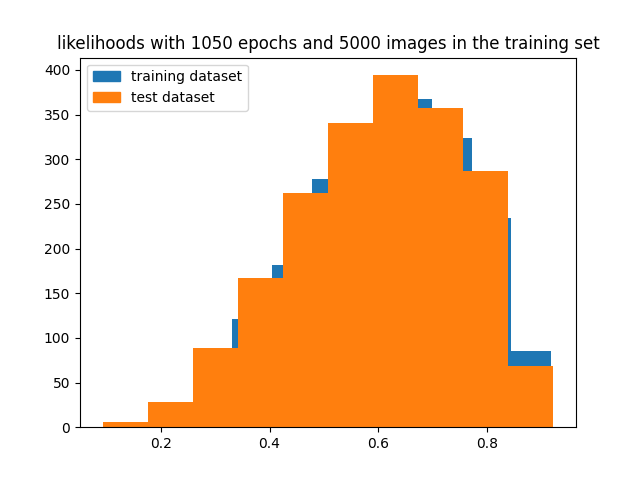 likelihoods with 1050 epochs and 5000 images in the training set
training dataset
test dataset
400
350
300
250
200
150
100
50
0
0.2 0.4 0.6 0.8